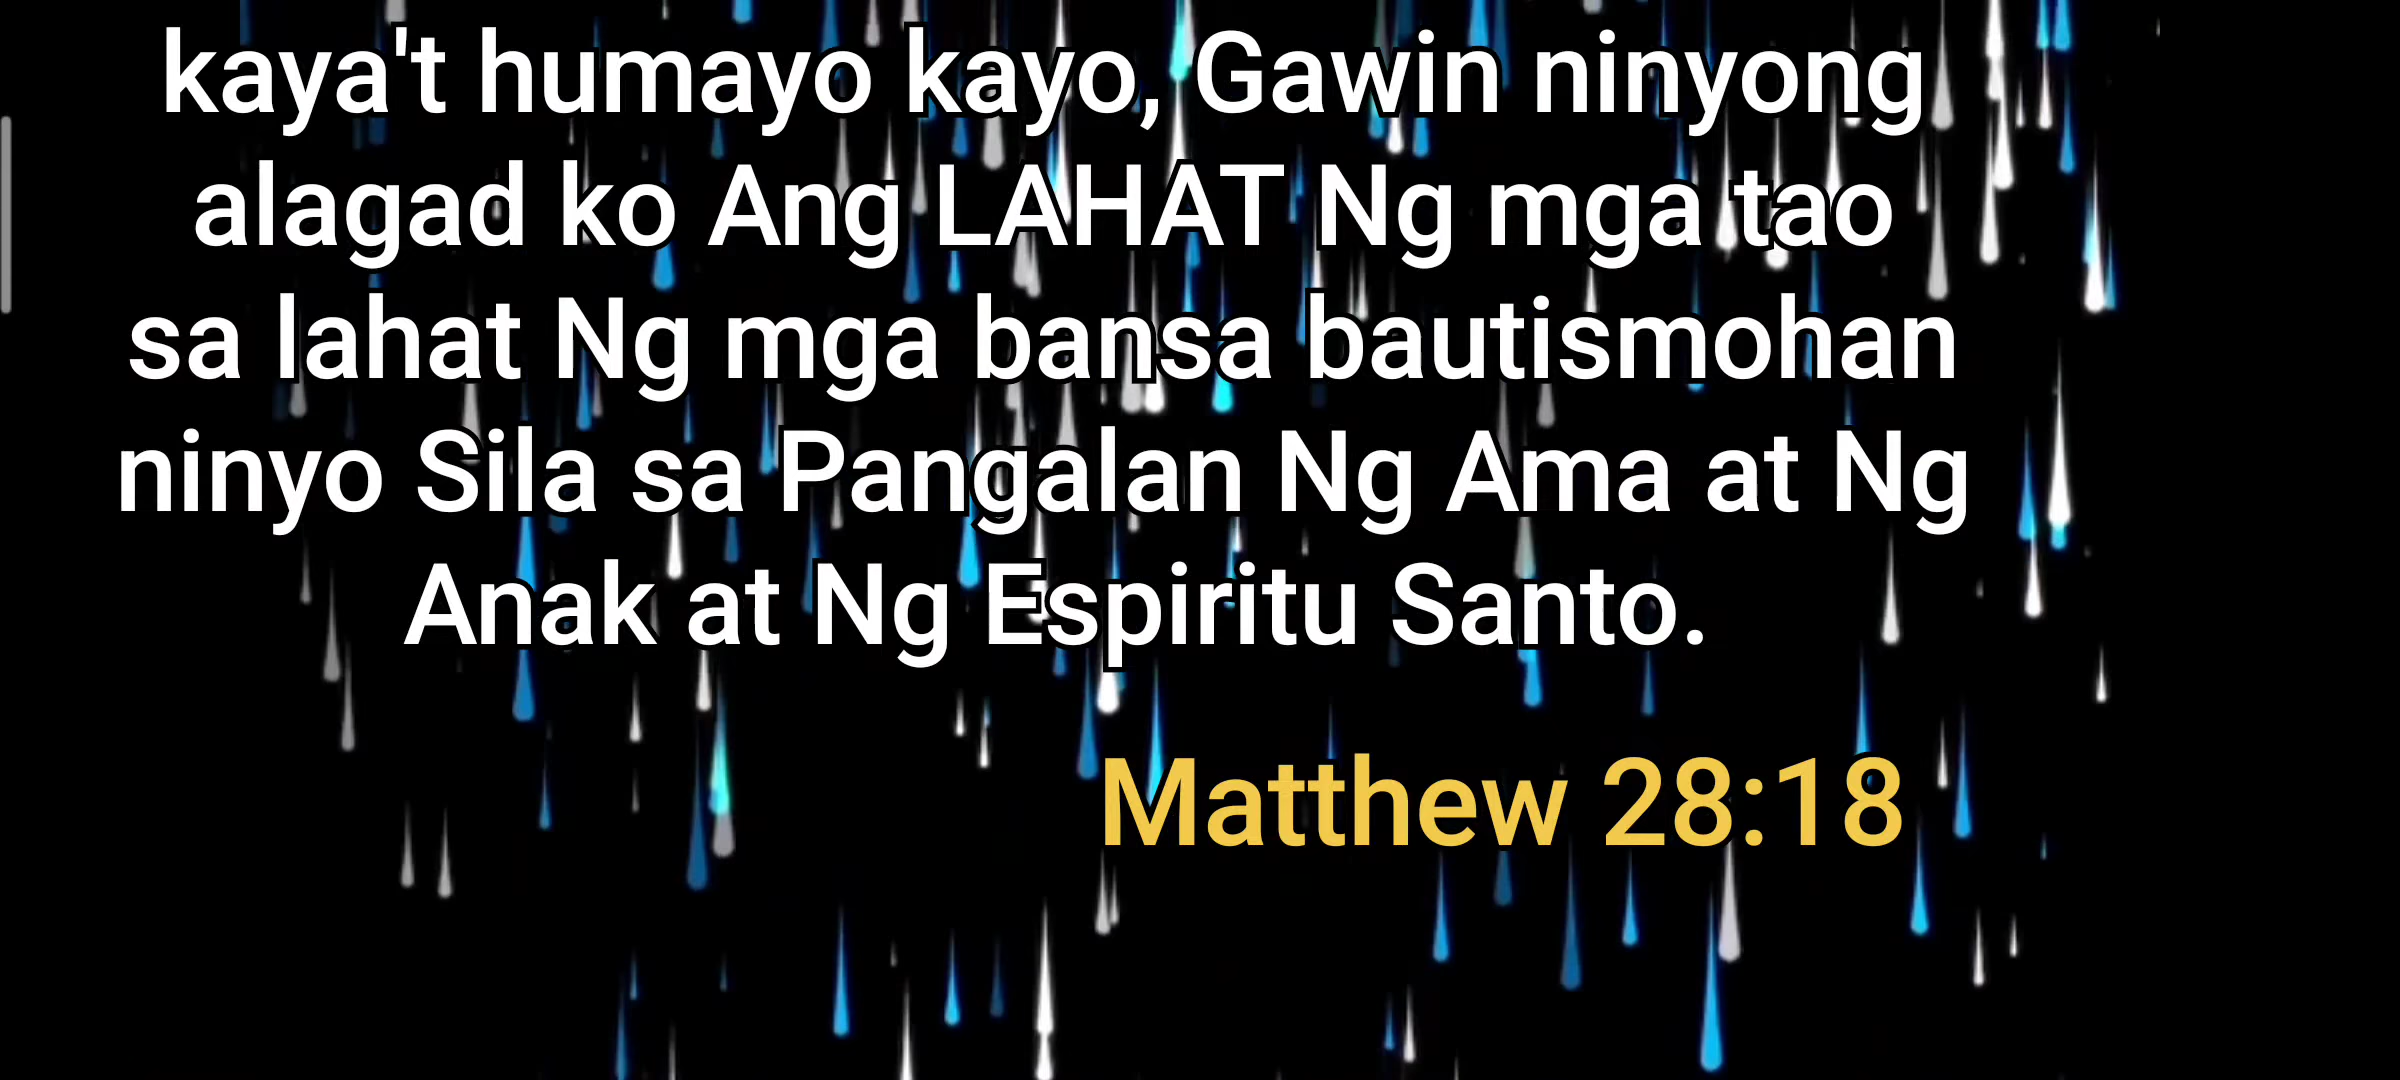 kaya't humayo kayo, Gawin ninyong
alagad ko Ang LAHAT Ng mga tao
sa lahat Ng mga bansa bautismohan
ninyo Sila sa Pangalan Ng Ama at Ng
Anak at Ng Espiritu Santo.
Matthew 28:18